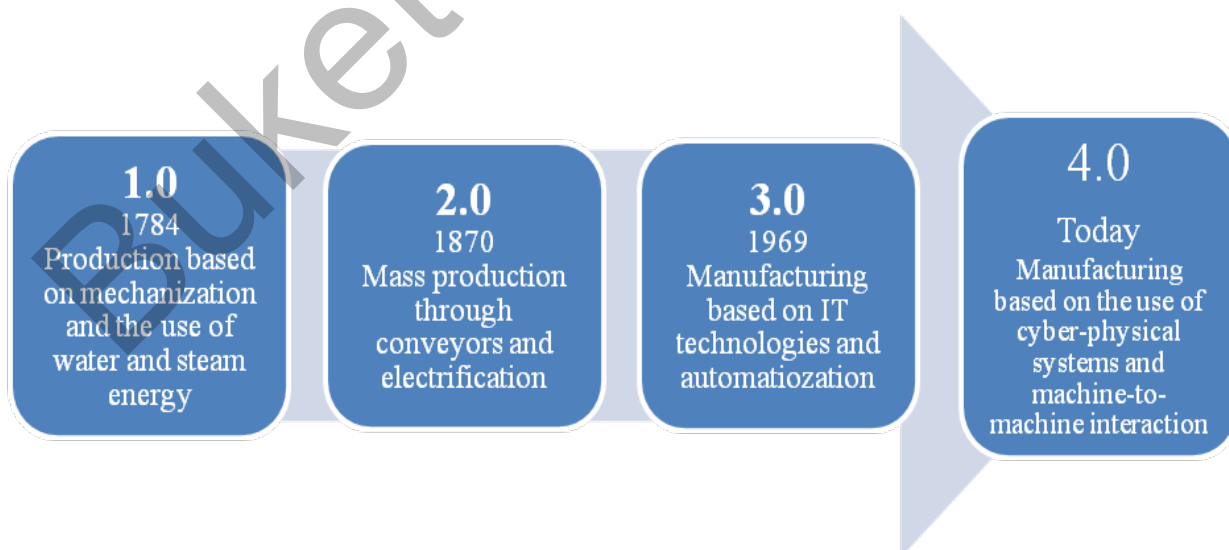 Buket
1.0
1784
Production based
on mechanization
and the use of
water and steam
energy
2.0
1870
Mass production
through
conveyors and
electrification
3.0
1969
Manufacturing
based on IT
technologies and
automatiozation
4.0
Today
Manufacturing
based on the use of
cyber-physical
systems and
machine-to-
machine interaction